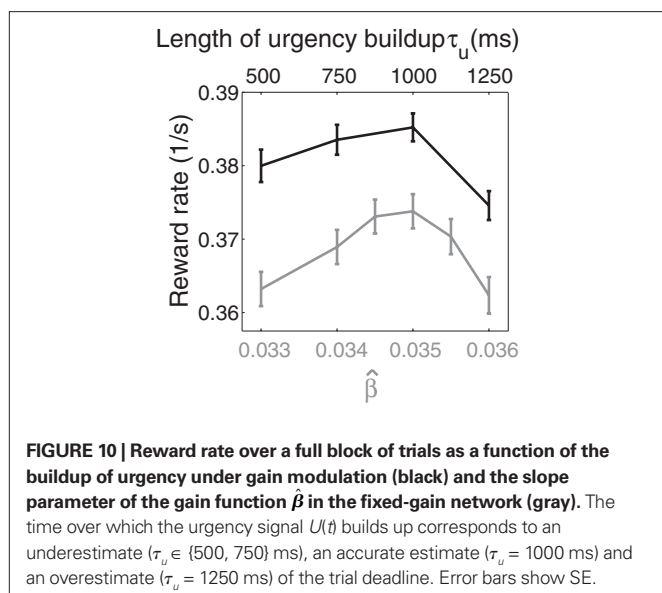 Length of urgency buildup τu(ms)
500 750 1000 1250
0.39
0.38
0.37
0.36
Reward rate (1/s)
0.033 0.034 0.035 0.036
β̂
FIGURE 10 | Reward rate over a full block of trials as a function of the
buildup of urgency under gain modulation (black) and the slope
parameter of the gain function β̂ in the fixed-gain network (gray). The
time over which the urgency signal U(t) builds up corresponds to an
underestimate (τu ∈ {500, 750} ms), an accurate estimate (τu = 1000 ms) and
an overestimate (τu = 1250 ms) of the trial deadline. Error bars show SE.